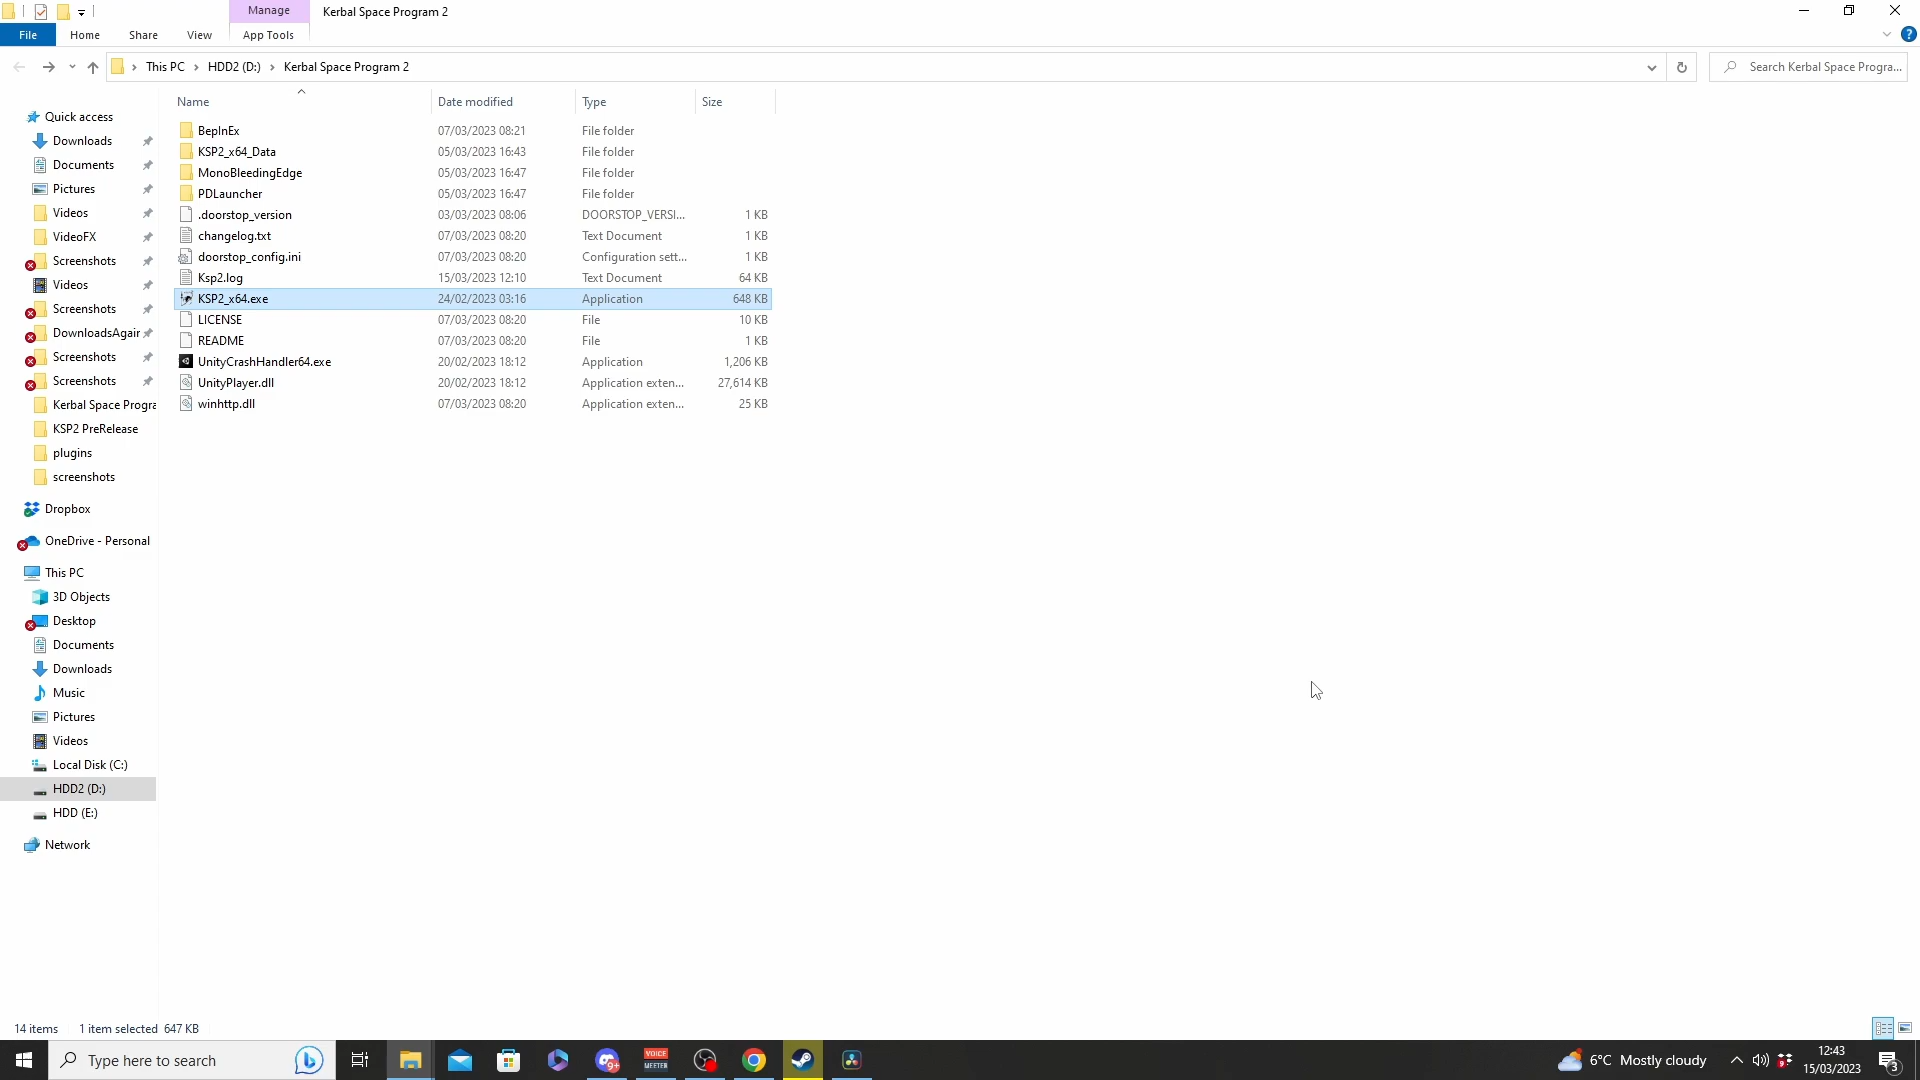 Manage
Kerbal Space Program 2
File
Home
Share
View
App Tools
This PC
HDD2 (D:)
Kerbal Space Program 2
Search Kerbal Space Progra...
Name
Date modified
Type
Size
BepInEx 07/03/2023 08:21 File folder
KSP2_x64_Data 05/03/2023 16:43 File folder
MonoBleedingEdge 05/03/2023 16:47 File folder
PDLauncher 05/03/2023 16:47 File folder
.doorstop_version 03/03/2023 08:06 DOORSTOP_VERSI... 1 KB
changelog.txt 07/03/2023 08:20 Text Document 1 KB
doorstop_config.ini 07/03/2023 08:20 Configuration sett... 1 KB
Ksp2.log 15/03/2023 12:10 Text Document 64 KB
KSP2_x64.exe 24/02/2023 03:16 Application 648 KB
LICENSE 07/03/2023 08:20 File 10 KB
README 07/03/2023 08:20 File 1 KB
UnityCrashHandler64.exe 20/02/2023 18:12 Application 1,206 KB
UnityPlayer.dll 20/02/2023 18:12 Application exten... 27,614 KB
winhttp.dll 07/03/2023 08:20 Application exten... 25 KB
Quick access
Downloads
Documents
Pictures
Videos
VideoFX
Screenshots
Videos
Screenshots
DownloadsAgain
Screenshots
Screenshots
Kerbal Space Progra
KSP2 PreRelease
plugins
screenshots
Dropbox
OneDrive - Personal
This PC
3D Objects
Desktop
Documents
Downloads
Music
Pictures
Videos
Local Disk (C:)
HDD2 (D:)
HDD (E:)
Network
14 items
1 item selected 647 KB
Type here to search
9+
VOICE
MEETER
6°C Mostly cloudy
12:43
15/03/2023
3